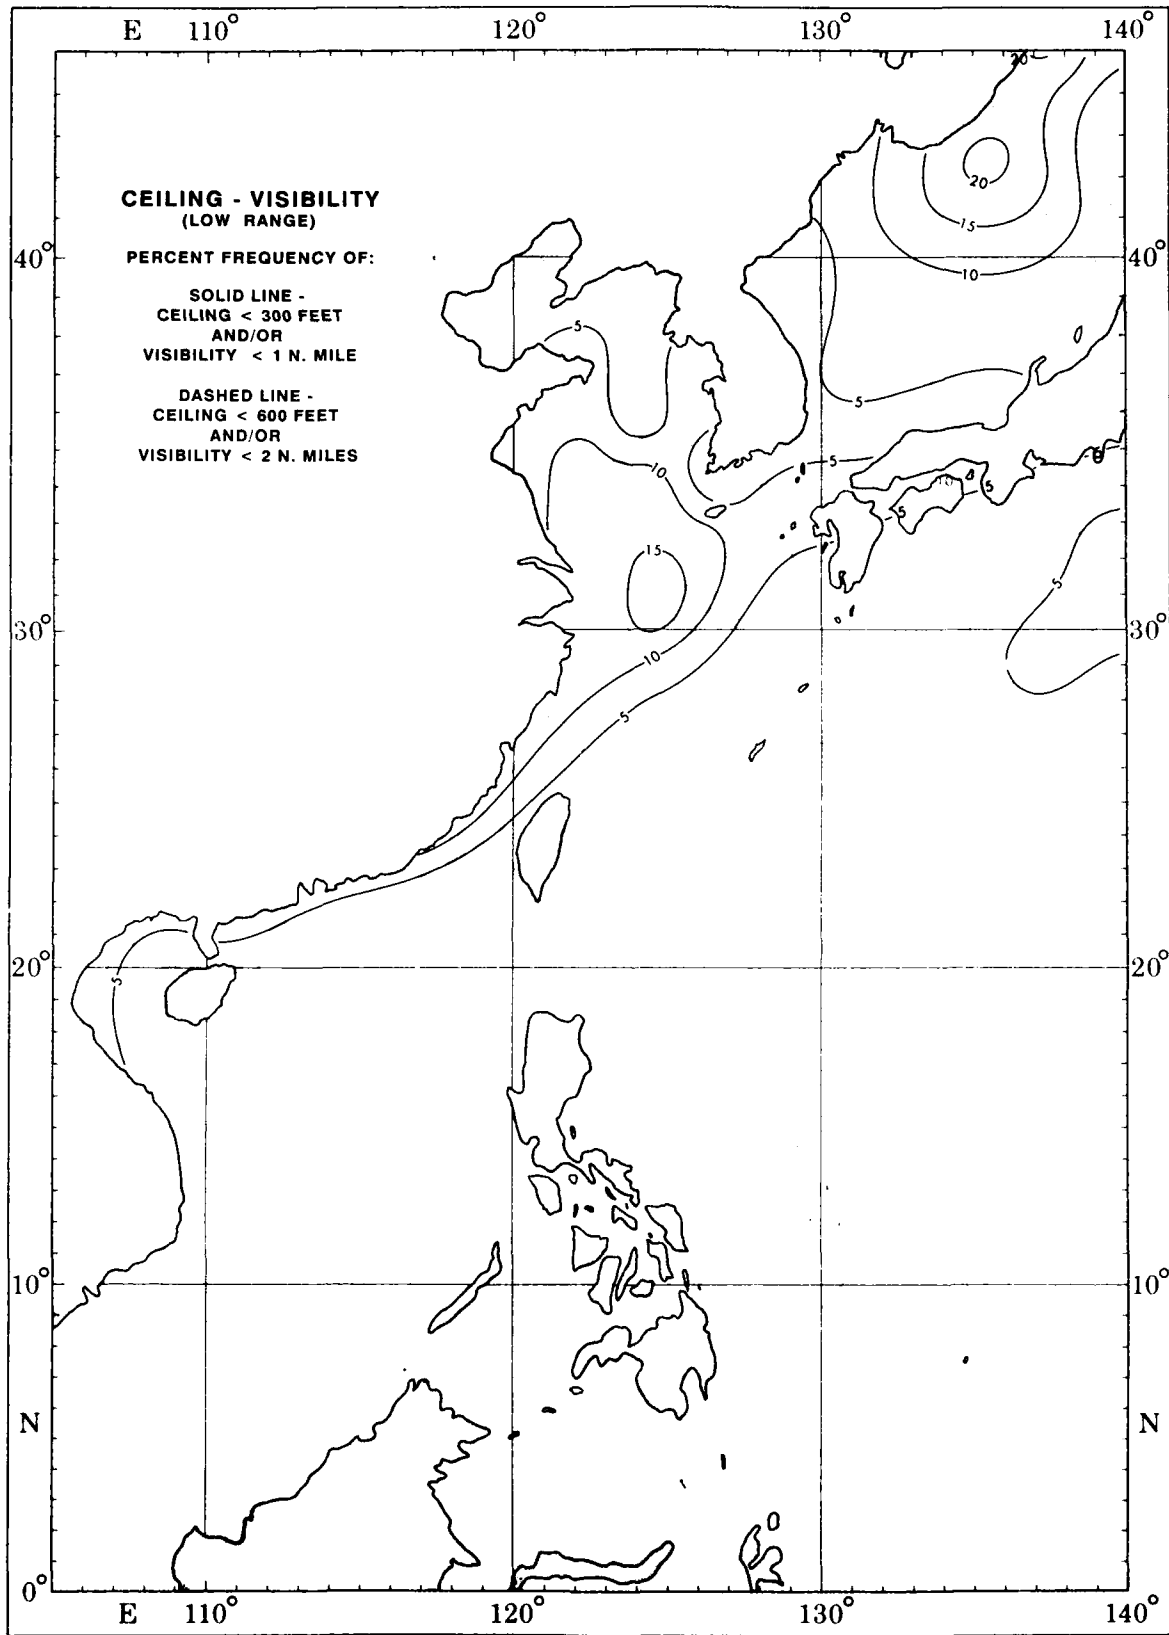 E 110° 120° 130° 140°
20
CEILING - VISIBILITY
(LOW RANGE)
PERCENT FREQUENCY OF:
SOLID LINE -
CEILING < 300 FEET
AND/OR
VISIBILITY < 1 N. MILE
DASHED LINE -
CEILING < 600 FEET
AND/OR
VISIBILITY < 2 N. MILES
20
15
40° 40°
10
5
5
10
5
5
10
5
5
15
5
30° 30°
10
5
20° 20°
5
10° 10°
N N
0° 0°
E 110° 120° 130° 140°